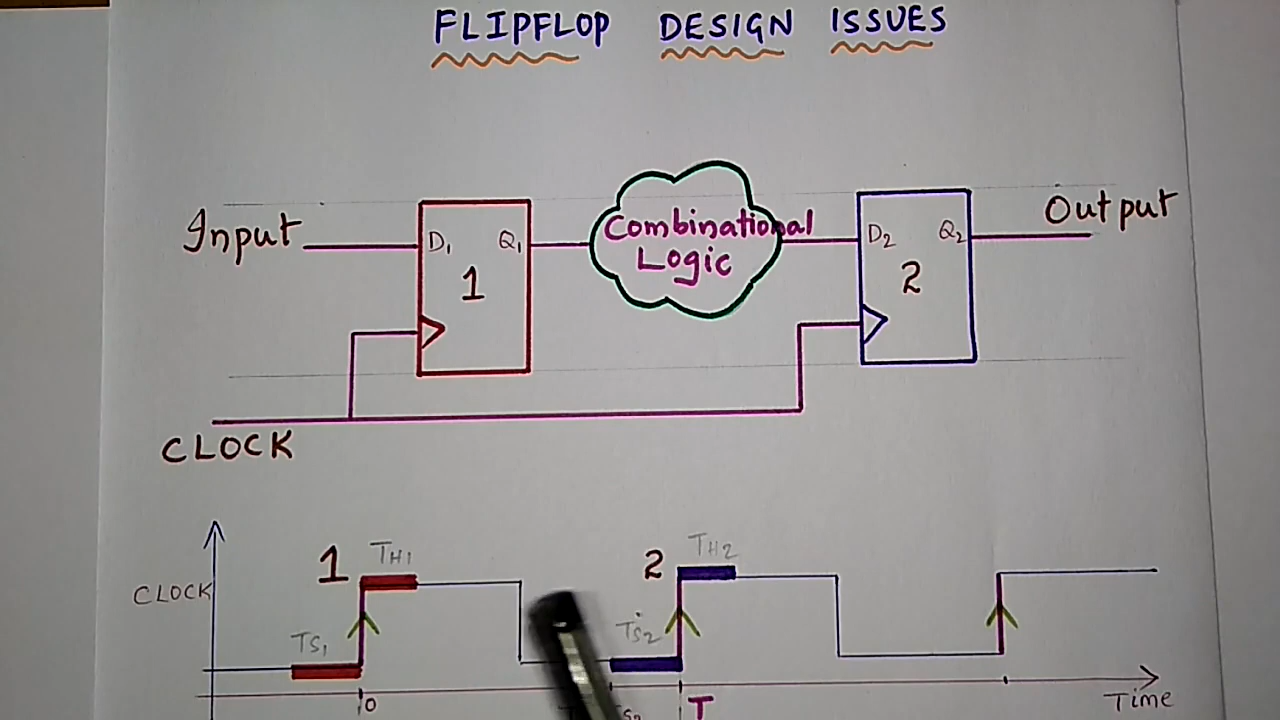 FLIPFLOP DESIGN ISSUES
Input D₁ Q₁ Combinational D₂ Q₂ Output
1 Logic 2
CLOCK
1 TH1 2 TH2
CLOCK
TS₁ TS₂
0 T
Time